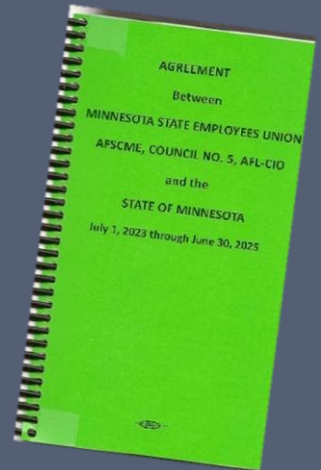 AGREEMENT
Between
MINNESOTA STATE EMPLOYEES UNION
AFSCME, COUNCIL NO. 5, AFL-CIO
and the
STATE OF MINNESOTA
July 1, 2023 through June 30, 2025